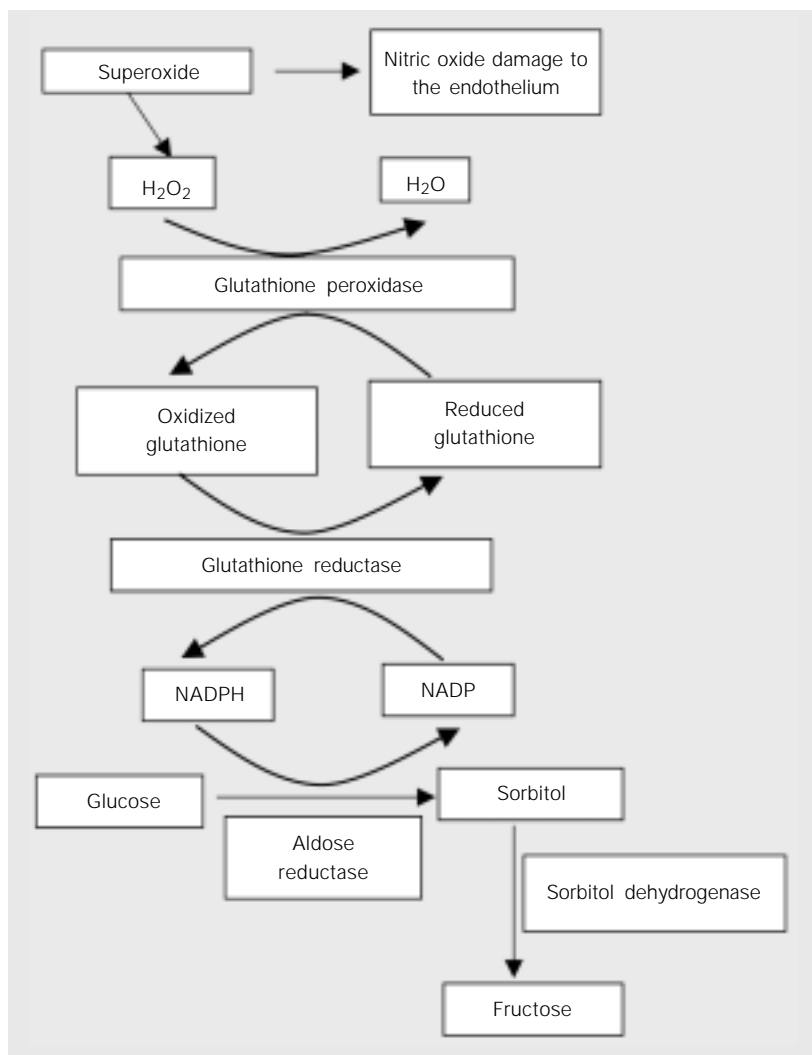 Superoxide
Nitric oxide damage to
the endothelium
H₂O₂
H₂O
Glutathione peroxidase
Oxidized
glutathione
Reduced
glutathione
Glutathione reductase
NADPH
NADP
Glucose
Sorbitol
Aldose
reductase
Sorbitol dehydrogenase
Fructose